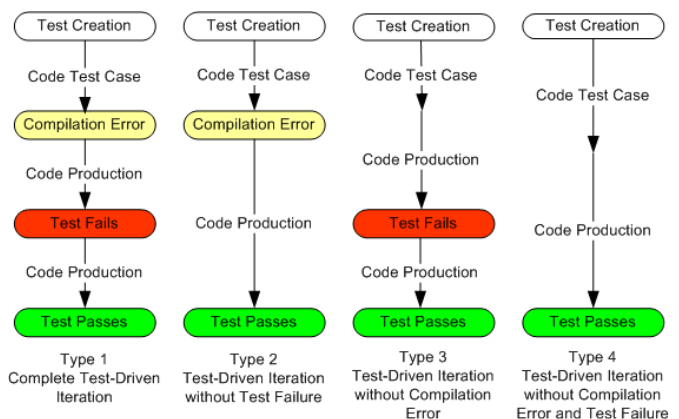 Test Creation
Code Test Case
Compilation Error
Code Production
Test Fails
Code Production
Test Passes
Type 1
Complete Test-Driven
Iteration
Test Creation
Code Test Case
Compilation Error
Code Production
Test Passes
Type 2
Test-Driven Iteration
without Test Failure
Test Creation
Code Test Case
Code Production
Test Fails
Code Production
Test Passes
Type 3
Test-Driven Iteration
without Compilation
Error
Test Creation
Code Test Case
Code Production
Test Passes
Type 4
Test-Driven Iteration
without Compilation
Error and Test Failure